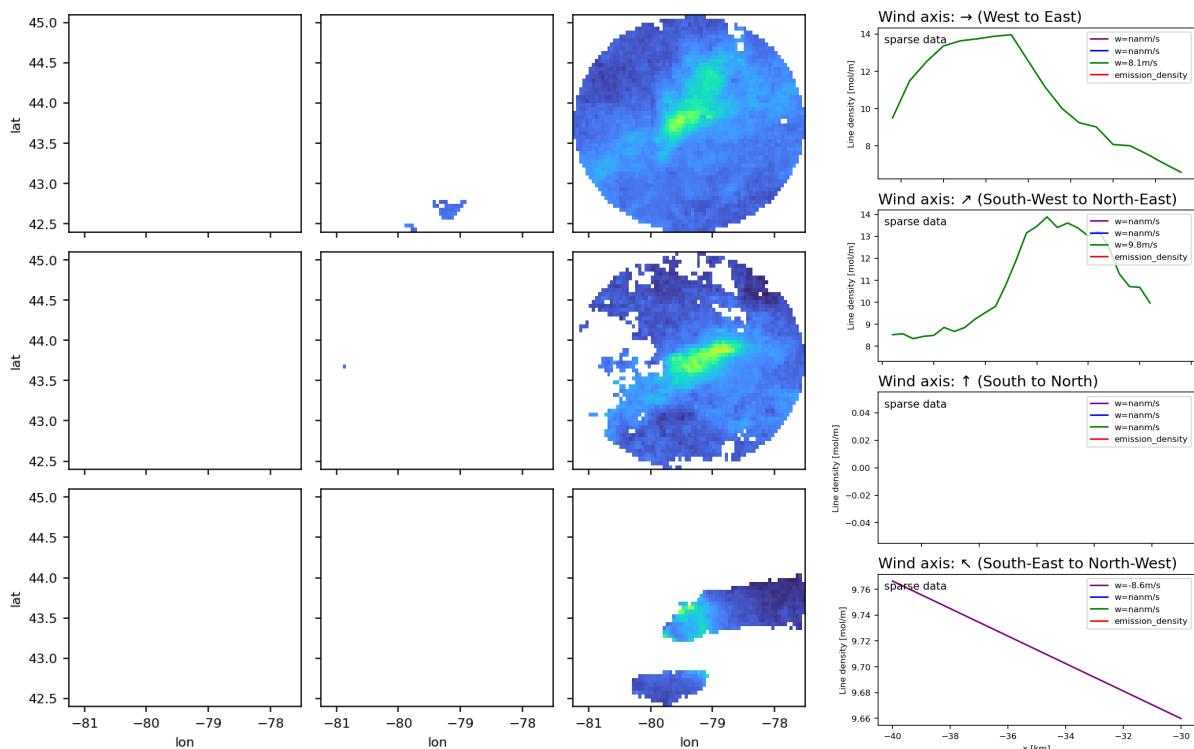 45.0
44.5
44.0
43.5
43.0
42.5
lat
45.0
44.5
44.0
43.5
43.0
42.5
lat
45.0
44.5
44.0
43.5
43.0
42.5
lat
−81 −80 −79 −78
lon
−81 −80 −79 −78
lon
−81 −80 −79 −78
lon
Wind axis: → (West to East)
sparse data
w=nanm/s
w=nanm/s
w=8.1m/s
emission_density
14
12
10
8
Line density [mol/m]
Wind axis: ↗ (South-West to North-East)
sparse data
w=nanm/s
w=nanm/s
w=9.8m/s
emission_density
14
13
12
11
10
9
8
Line density [mol/m]
Wind axis: ↑ (South to North)
sparse data
w=nanm/s
w=nanm/s
w=nanm/s
emission_density
0.04
0.02
0.00
−0.02
−0.04
Line density [mol/m]
Wind axis: ↖ (South-East to North-West)
sparse data
w=-8.6m/s
w=nanm/s
w=nanm/s
emission_density
9.76
9.74
9.72
9.70
9.68
9.66
Line density [mol/m]
−40 −38 −36 −34 −32 −30
x [km]